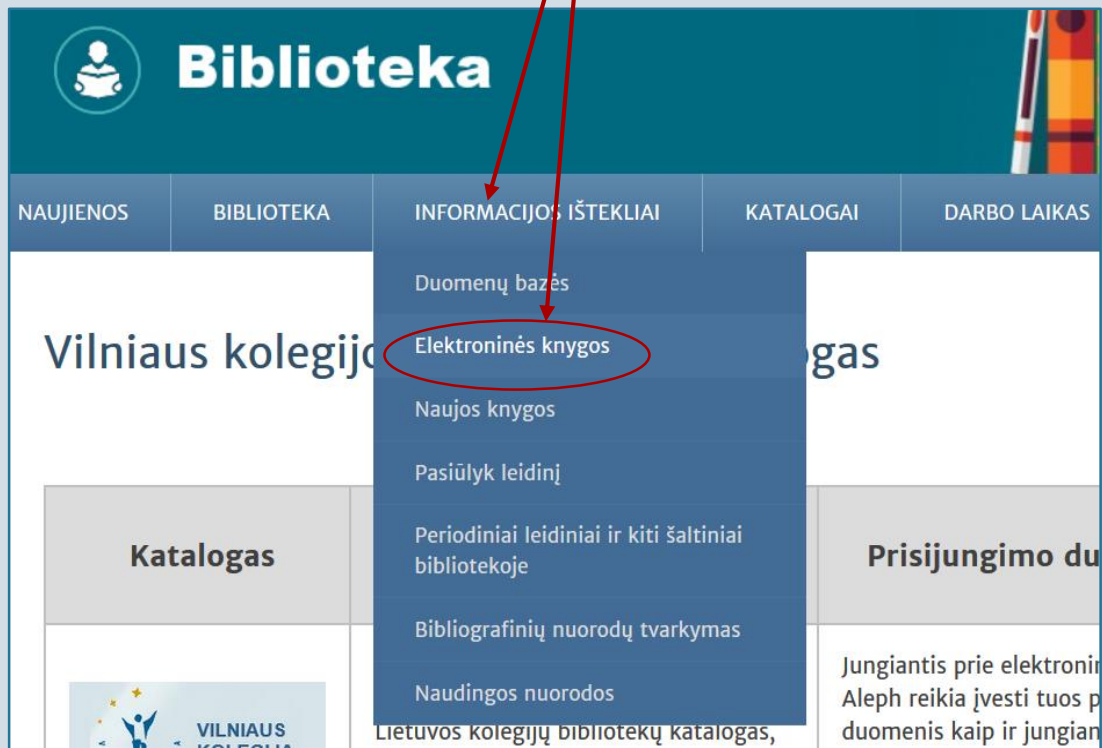 Biblioteka
NAUJIENOS
BIBLIOTEKA
INFORMACIJOS IŠTEKLIAI
KATALOGAI
DARBO LAIKAS
Duomenų bazės
Elektroninės knygos
Naujos knygos
Pasiūlyk leidinį
Periodiniai leidiniai ir kiti šaltiniai
bibliotekoje
Bibliografinių nuorodų tvarkymas
Naudingos nuorodos
Vilniaus kolegijo
gas
Katalogas
Prisijungimo du
VILNIAUS
KOLEGIJA
Lietuvos kolegijų bibliotekų katalogas,
Jungiantis prie elektronin
Aleph reikia įvesti tuos p
duomenis kaip ir jungian